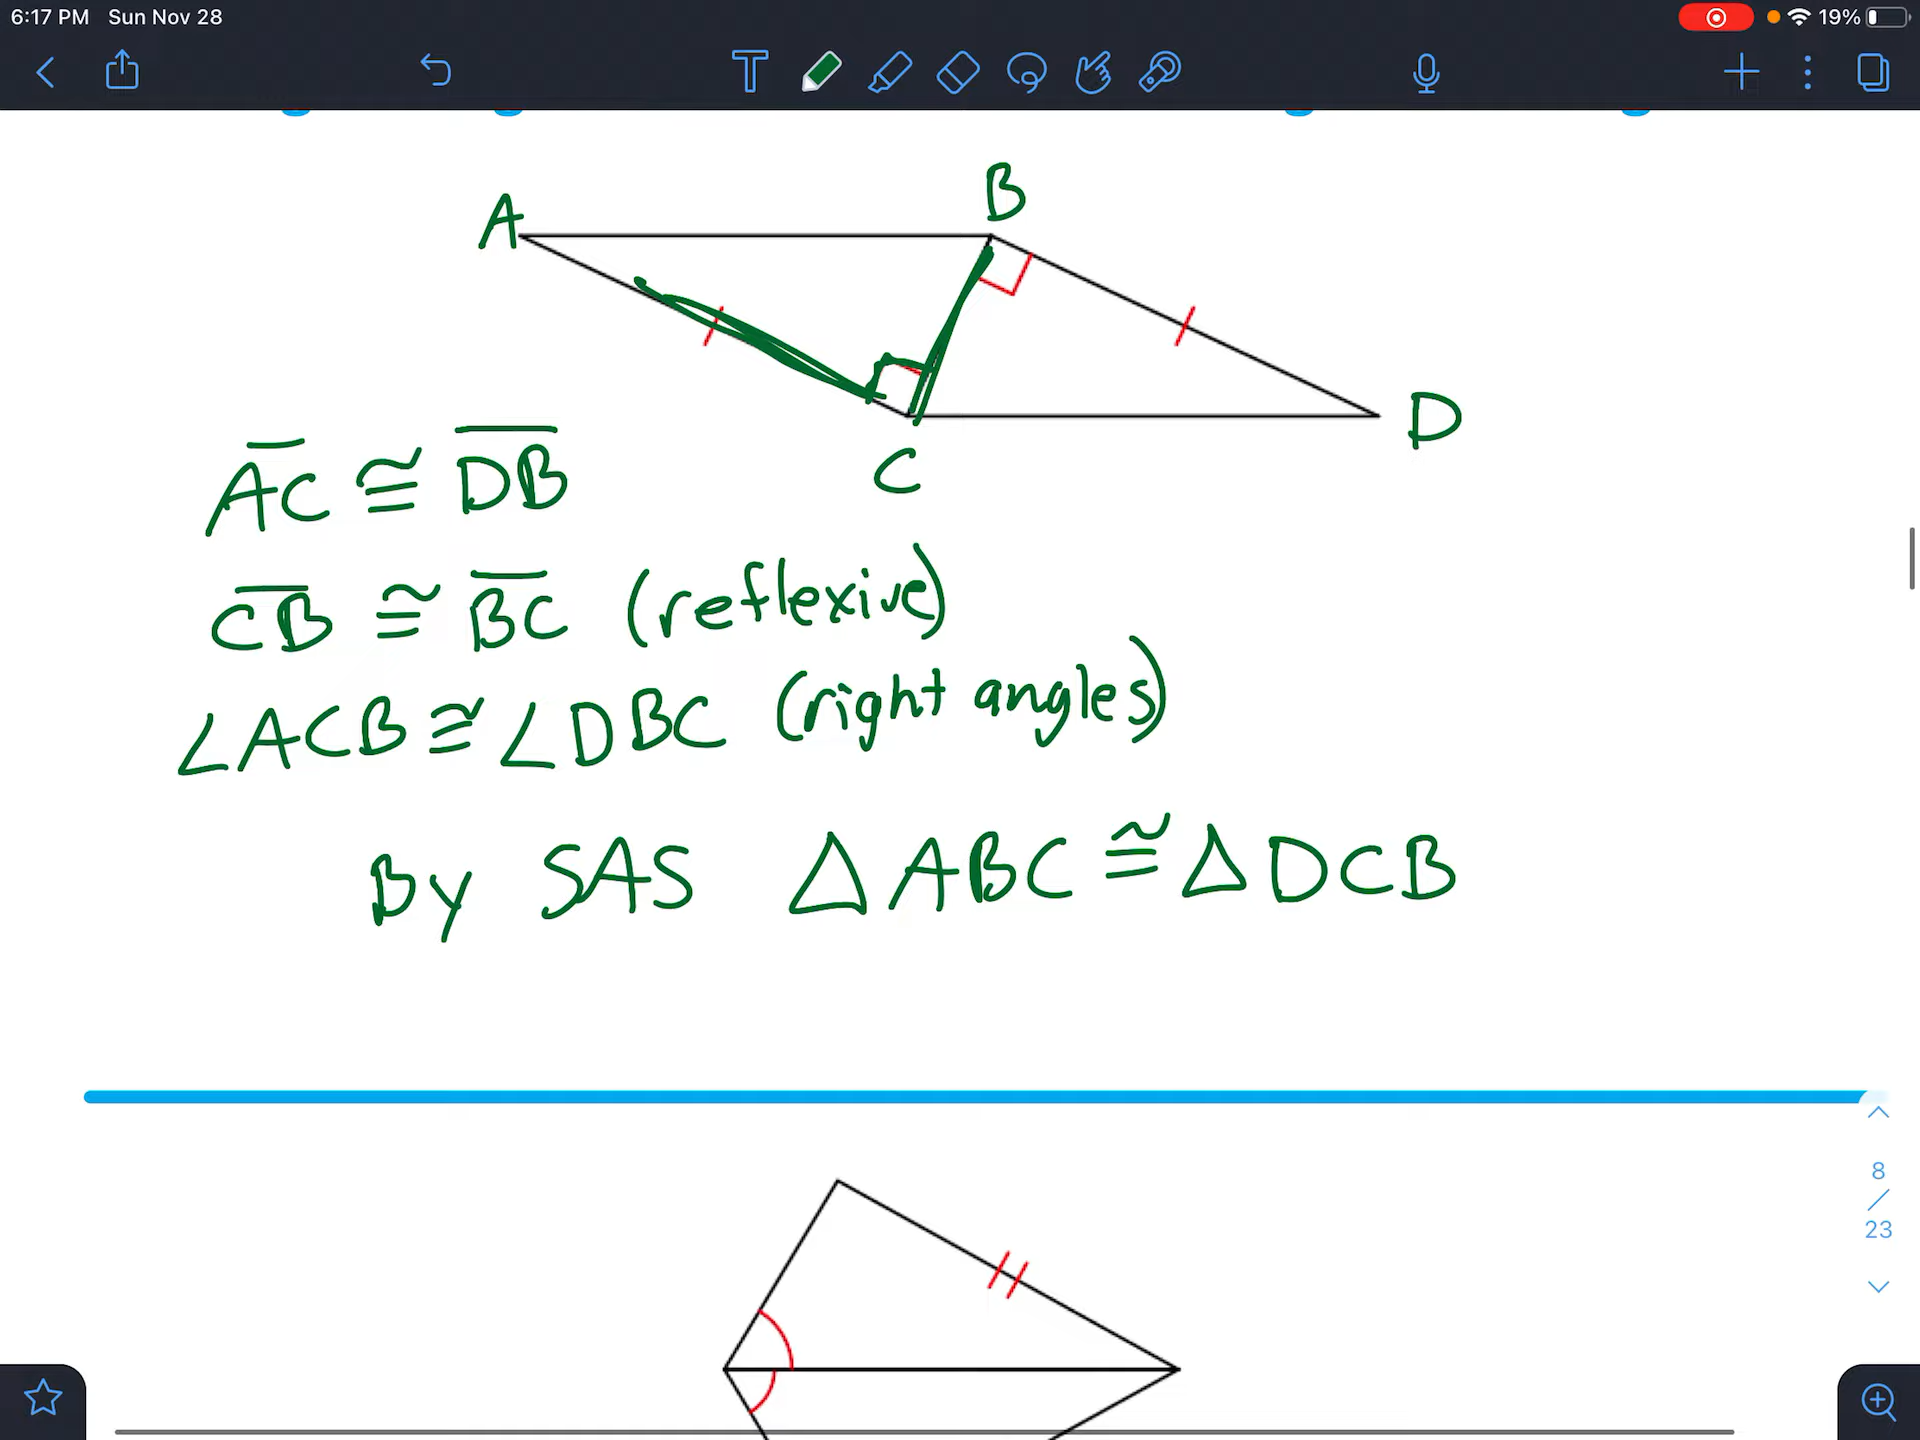 6:17 PM Sun Nov 28
19%
T
A
B
D
C
AC ≅ DB
CB ≅ BC (reflexive)
∠ACB ≅ ∠DBC (right angles)
By SAS △ABC ≅ △DCB
8
/
23